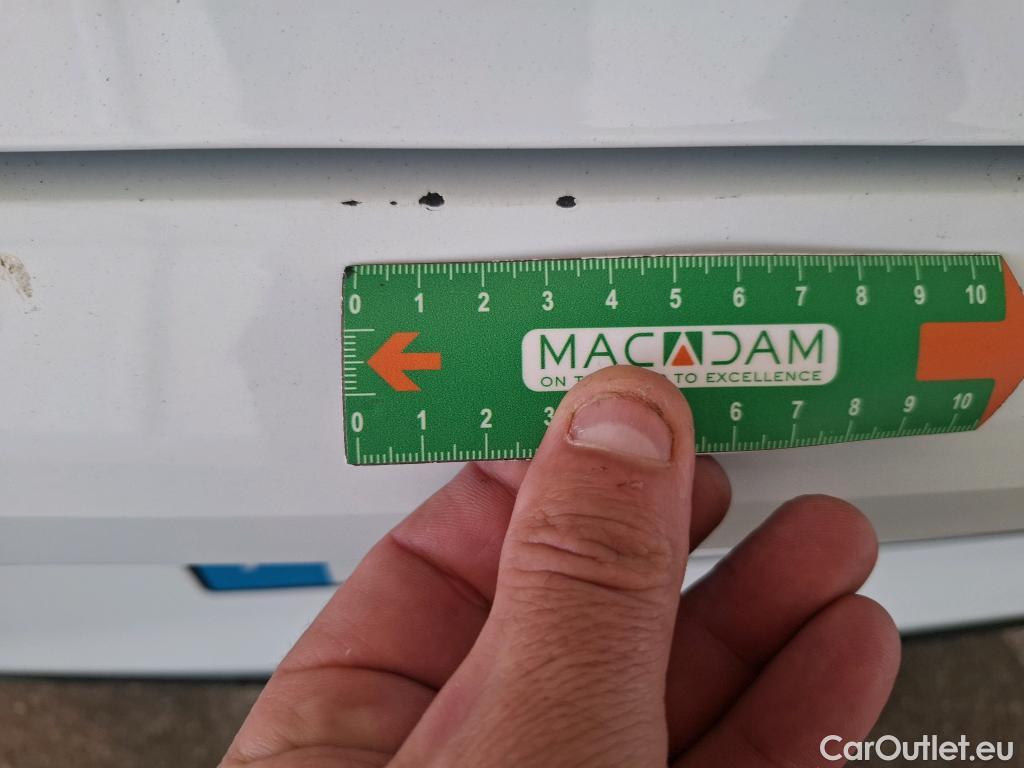 0 1 2 3 4 5 6 7 8 9 10
MACADAM
ON TO EXCELLENCE
0 1 2 3 6 7 8 9 10
CarOutlet.eu